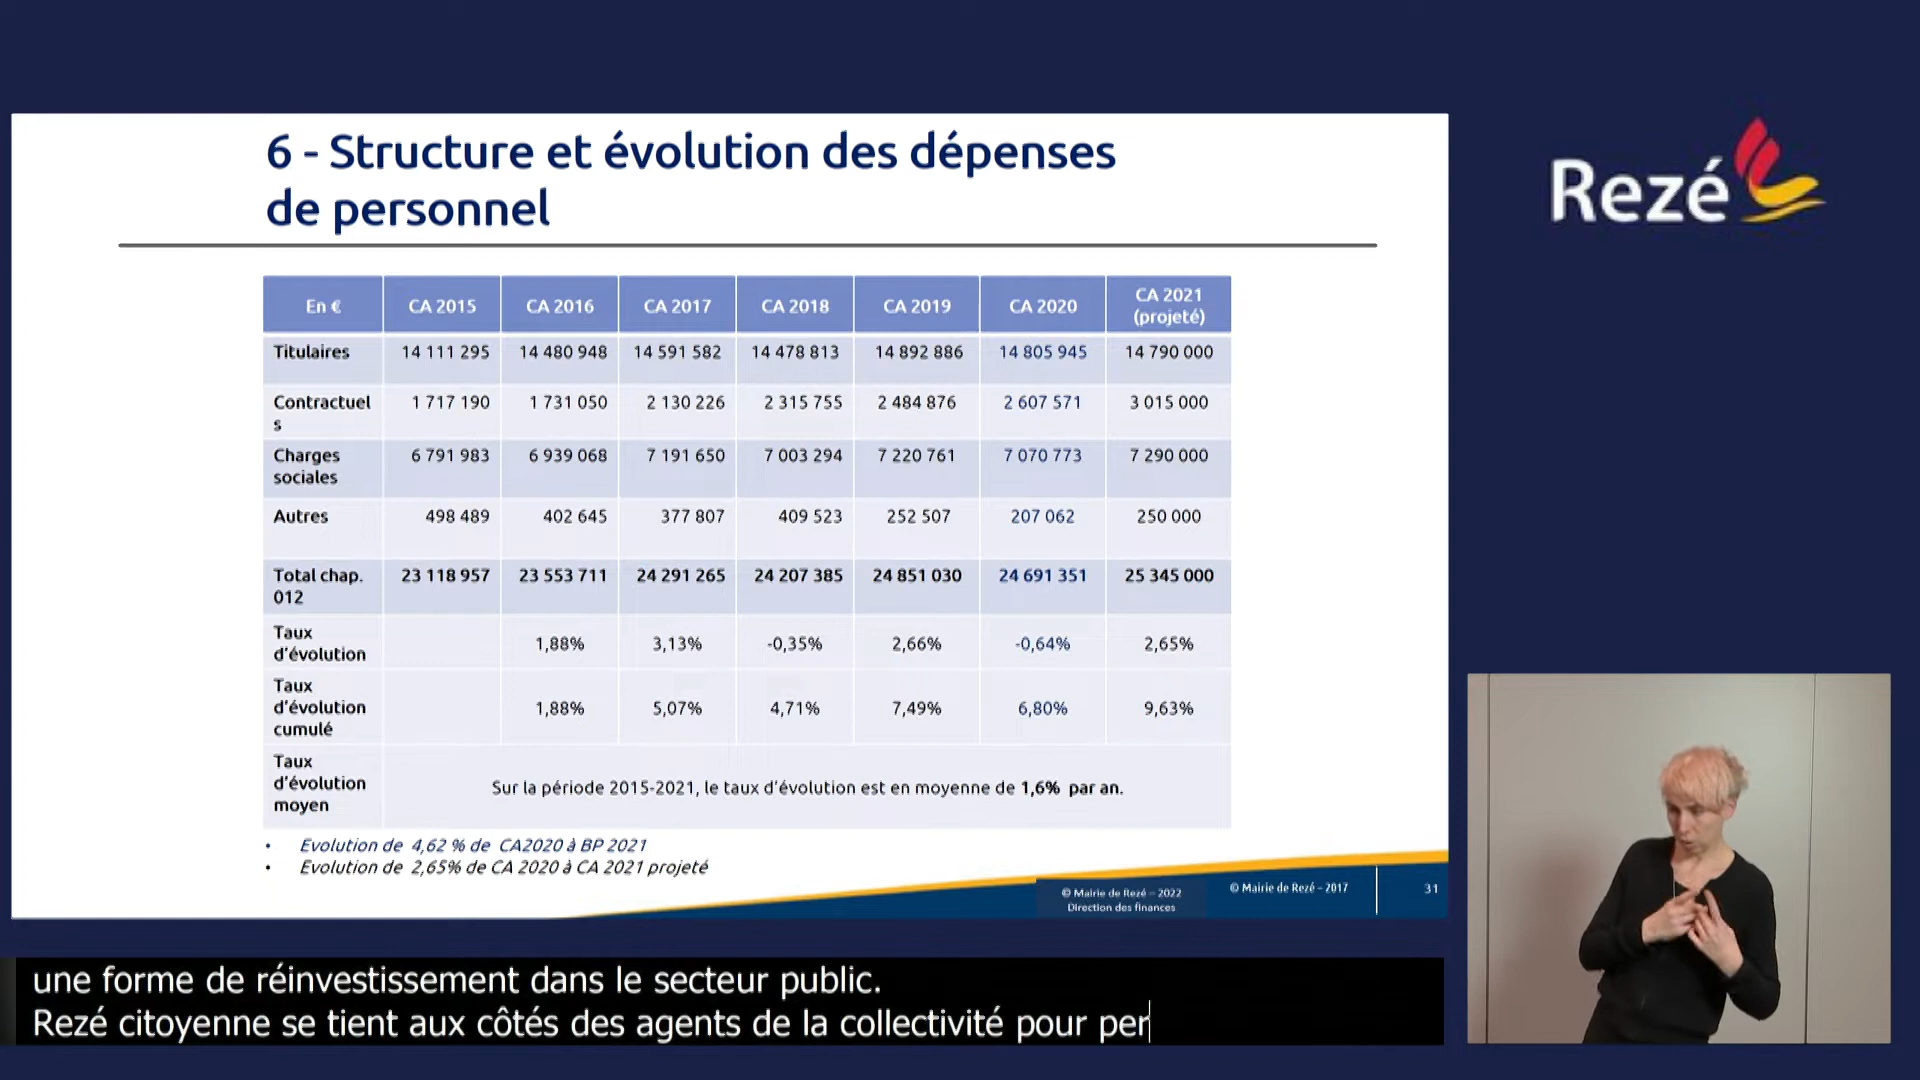 6 - Structure et évolution des dépenses
de personnel
Rezé
En € CA 2015 CA 2016 CA 2017 CA 2018 CA 2019 CA 2020 CA 2021 (projeté)
Titulaires 14 111 295 14 480 948 14 591 582 14 478 813 14 892 886 14 805 945 14 790 000
Contractuel
s 1 717 190 1 731 050 2 130 226 2 315 755 2 484 876 2 607 571 3 015 000
Charges
sociales 6 791 983 6 939 068 7 191 650 7 003 294 7 220 761 7 070 773 7 290 000
Autres 498 489 402 645 377 807 409 523 252 507 207 062 250 000
Total chap.
012 23 118 957 23 553 711 24 291 265 24 207 385 24 851 030 24 691 351 25 345 000
Taux
d'évolution 1,88% 3,13% -0,35% 2,66% -0,64% 2,65%
Taux
d'évolution
cumulé 1,88% 5,07% 4,71% 7,49% 6,80% 9,63%
Taux
d'évolution
moyen
Sur la période 2015-2021, le taux d'évolution est en moyenne de 1,6% par an.
• Evolution de 4,62 % de CA2020 à BP 2021
• Evolution de 2,65% de CA 2020 à CA 2021 projeté
© Mairie de Rezé – 2022
Direction des finances
© Mairie de Rezé – 2017
31
une forme de réinvestissement dans le secteur public.
Rezé citoyenne se tient aux côtés des agents de la collectivité pour per